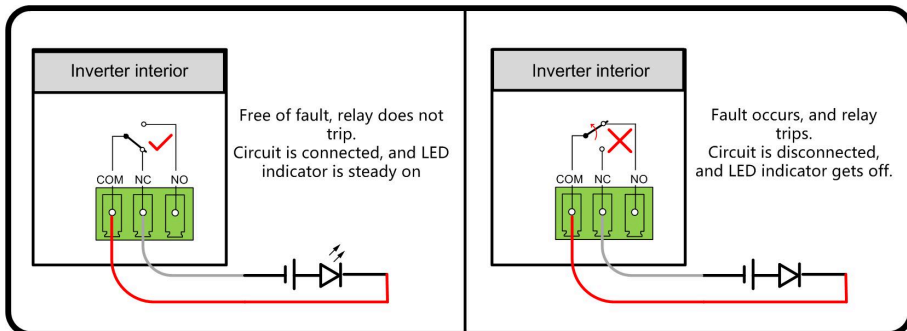 Inverter interior
Free of fault, relay does not
trip.
Circuit is connected, and LED
indicator is steady on
COM NC NO
Inverter interior
Fault occurs, and relay
trips.
Circuit is disconnected,
and LED indicator gets off.
COM NC NO